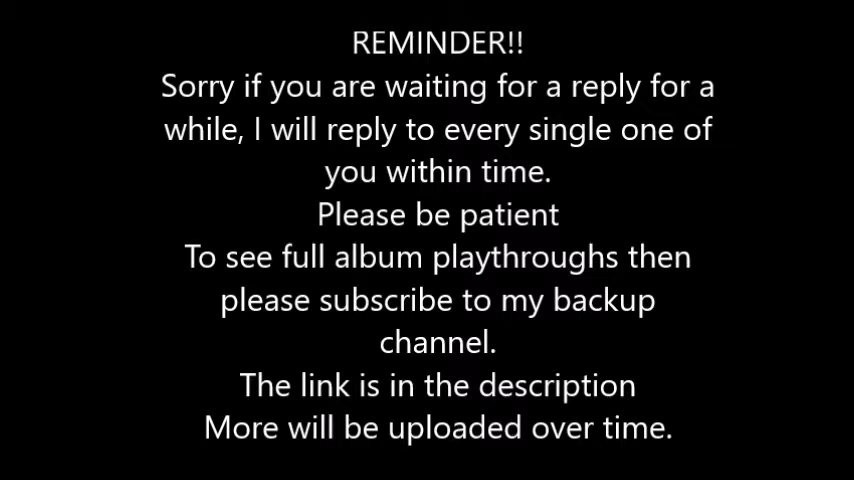 REMINDER!!
Sorry if you are waiting for a reply for a
while, I will reply to every single one of
you within time.
Please be patient
To see full album playthroughs then
please subscribe to my backup
channel.
The link is in the description
More will be uploaded over time.